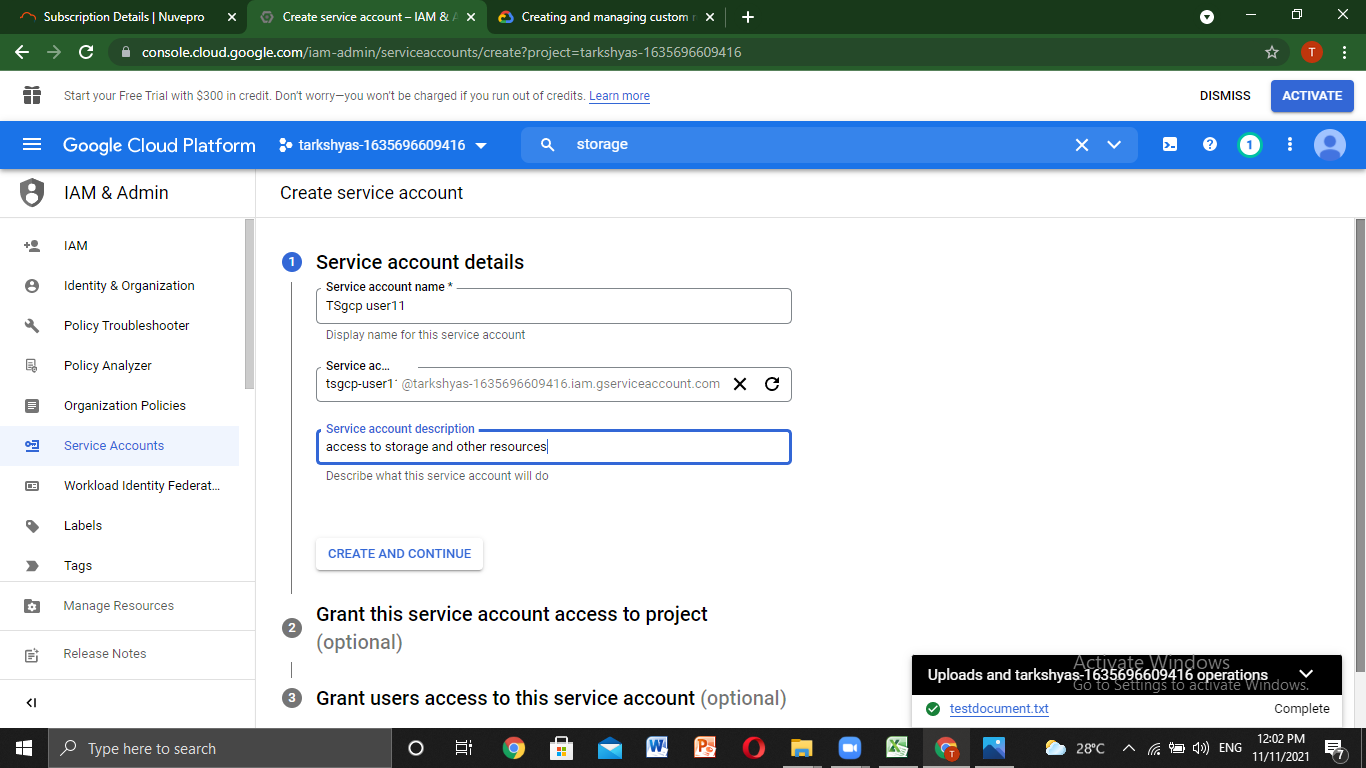 Subscription Details | Nuvepro
Create service account – IAM & A
Creating and managing custom r
console.cloud.google.com/iam-admin/serviceaccounts/create?project=tarkshyas-1635696609416
T
Start your Free Trial with $300 in credit. Don't worry—you won't be charged if you run out of credits. Learn more
DISMISS
ACTIVATE
Google Cloud Platform
tarkshyas-1635696609416
storage
1
IAM & Admin
Create service account
IAM
Identity & Organization
Policy Troubleshooter
Policy Analyzer
Organization Policies
Service Accounts
Workload Identity Federat...
Labels
Tags
Manage Resources
Release Notes
1 Service account details
Service account name *
TSgcp user11
Display name for this service account
Service ac...
tsgcp-user11 @tarkshyas-1635696609416.iam.gserviceaccount.com
Service account description
access to storage and other resources
Describe what this service account will do
CREATE AND CONTINUE
2 Grant this service account access to project
(optional)
3 Grant users access to this service account (optional)
Activate Windows
Go to Settings to activate Windows.
Uploads and tarkshyas-1635696609416 operations
testdocument.txt
Complete
Type here to search
28°C
ENG
12:02 PM
11/11/2021
7